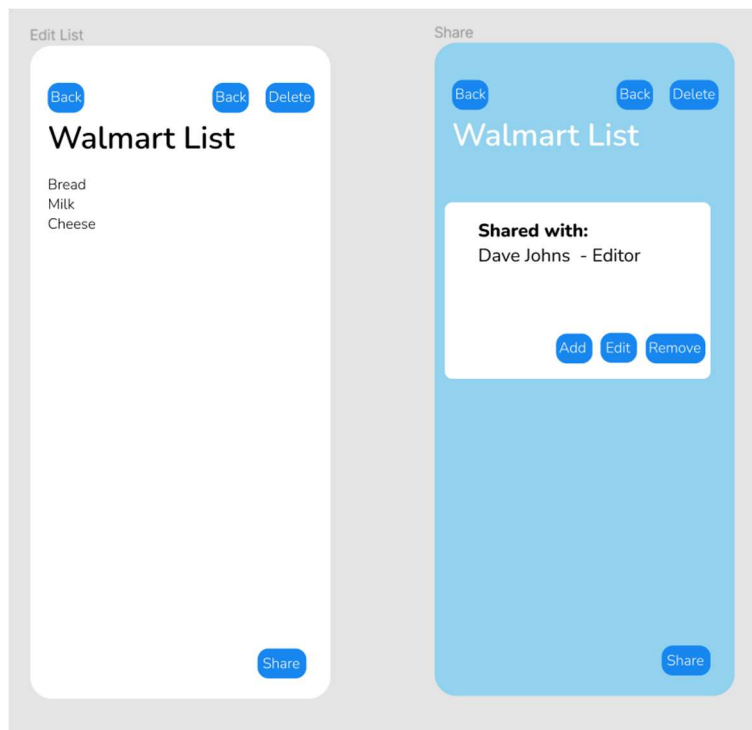 Edit List
Back Back Delete
Walmart List
Bread
Milk
Cheese
Share
Share
Back Back Delete
Walmart List
Shared with:
Dave Johns - Editor
Add Edit Remove
Share